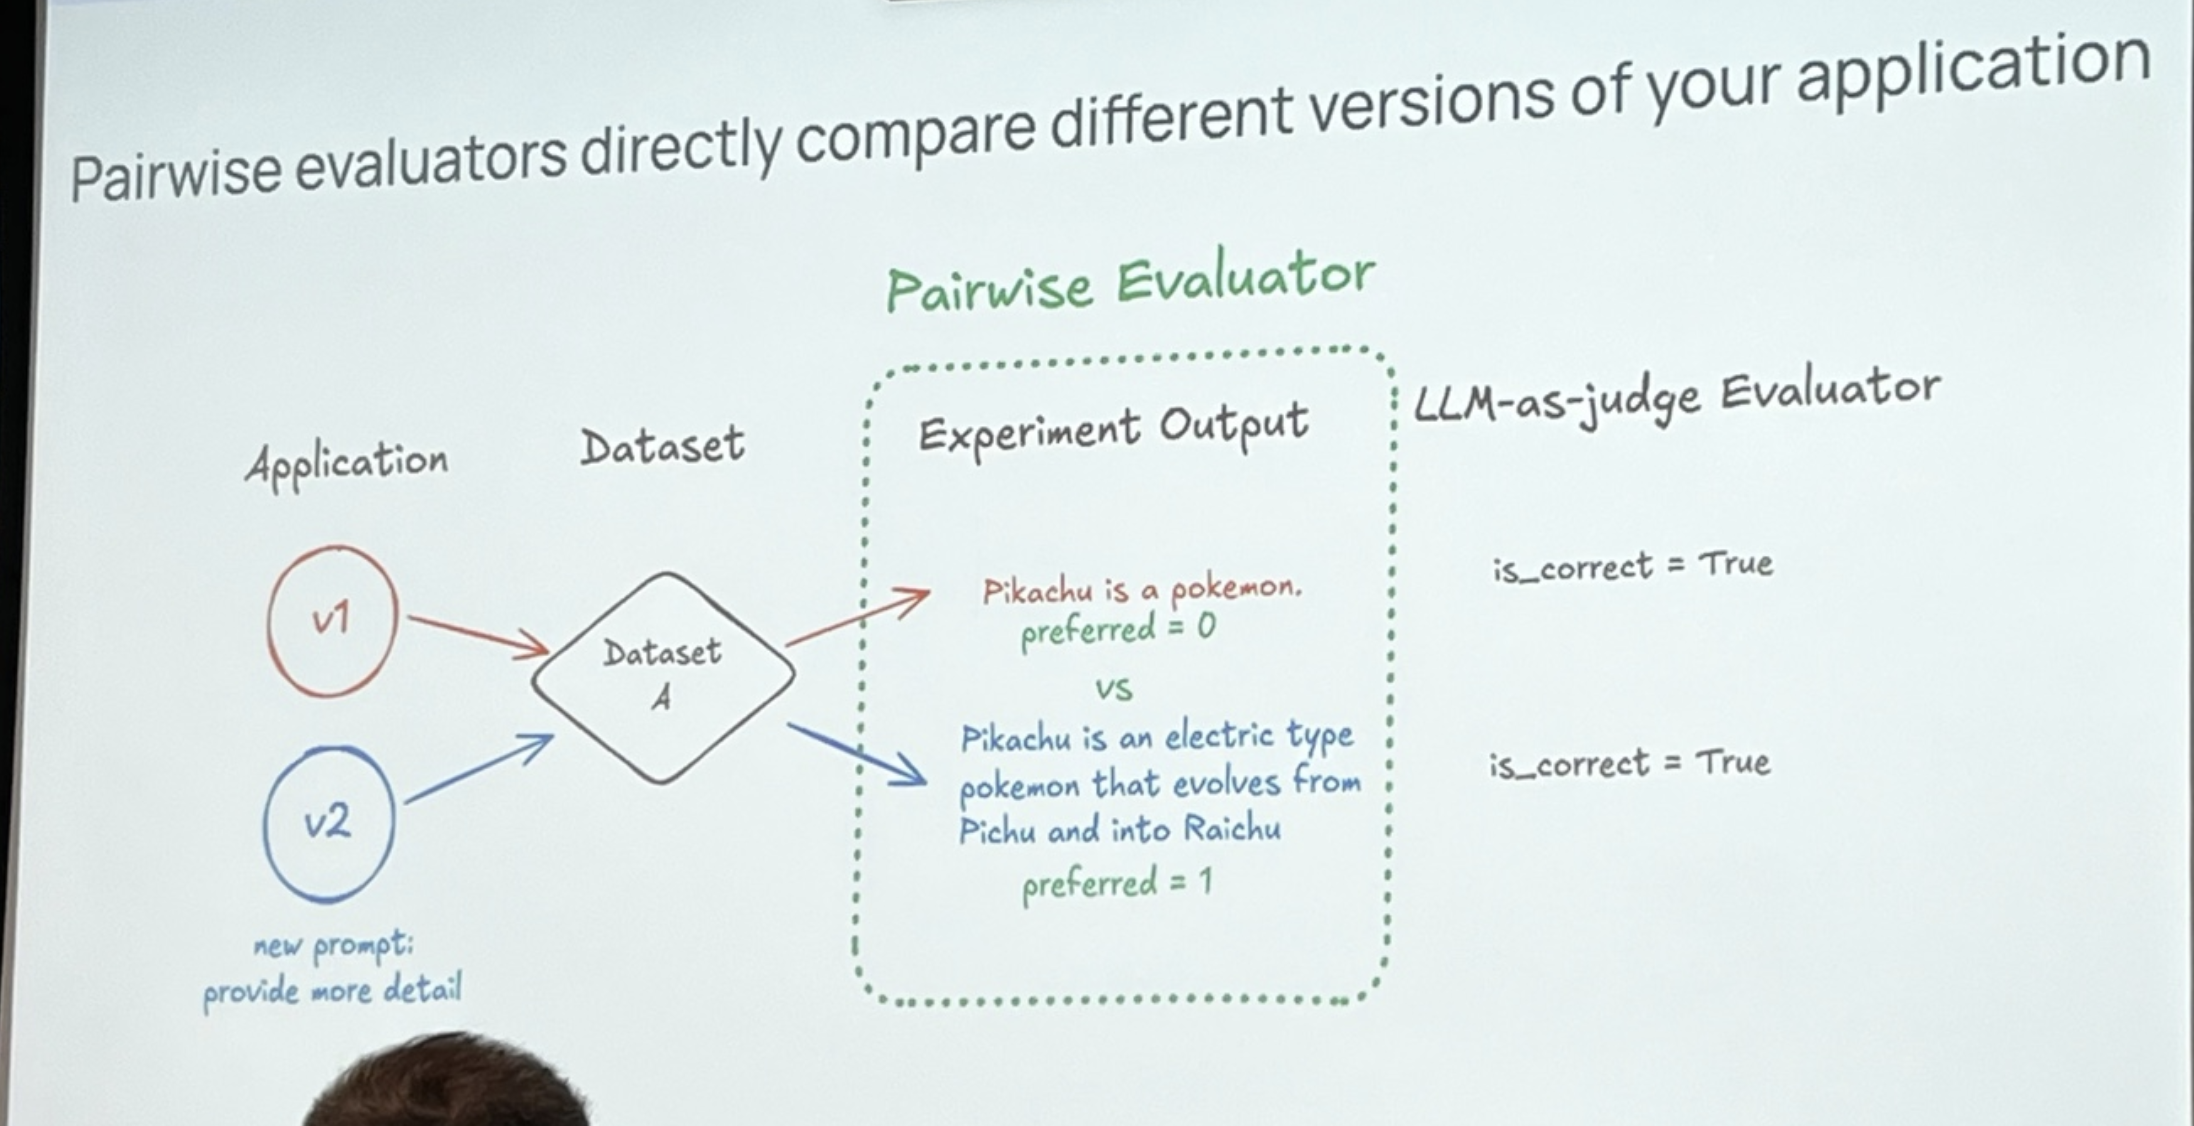 Pairwise evaluators directly compare different versions of your application
Pairwise Evaluator
Application
Dataset
Experiment Output
LLM-as-judge Evaluator
v1
Dataset
A
Pikachu is a pokemon.
preferred = 0
is_correct = True
vs
v2
Pikachu is an electric type
pokemon that evolves from
Pichu and into Raichu
preferred = 1
is_correct = True
new prompt:
provide more detail